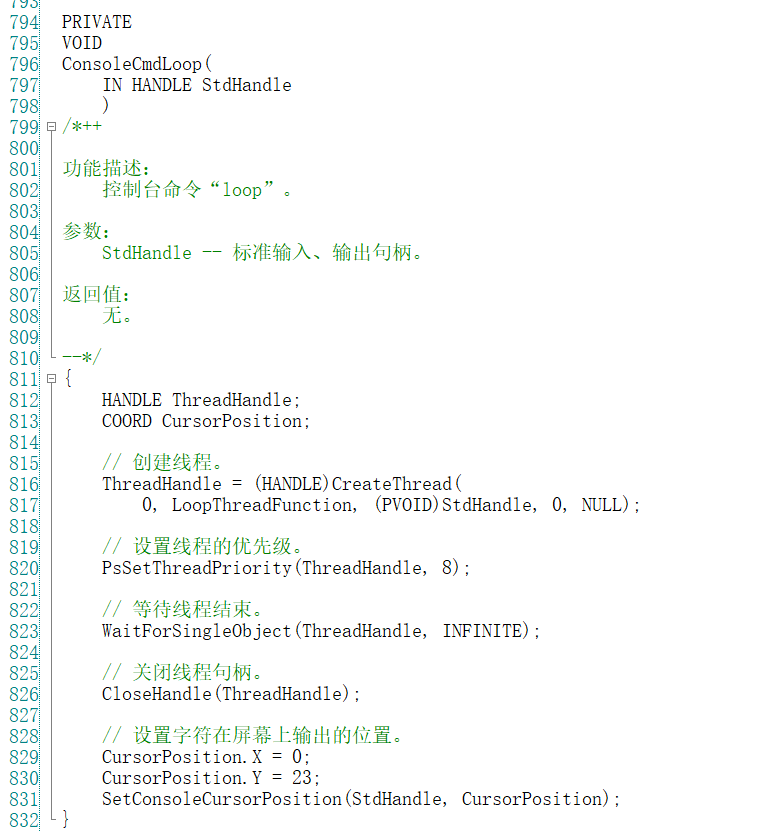 793
794 PRIVATE
795 VOID
796 ConsoleCmdLoop(
797     IN HANDLE StdHandle
798     )
799 /*++
800
801 功能描述：
802     控制台命令“loop”。
803
804 参数：
805     StdHandle -- 标准输入、输出句柄。
806
807 返回值：
808     无。
809
810 --*/
811 {
812     HANDLE ThreadHandle;
813     COORD CursorPosition;
814
815     // 创建线程。
816     ThreadHandle = (HANDLE)CreateThread(
817         0, LoopThreadFunction, (PVOID)StdHandle, 0, NULL);
818
819     // 设置线程的优先级。
820     PsSetThreadPriority(ThreadHandle, 8);
821
822     // 等待线程结束。
823     WaitForSingleObject(ThreadHandle, INFINITE);
824
825     // 关闭线程句柄。
826     CloseHandle(ThreadHandle);
827
828     // 设置字符在屏幕上输出的位置。
829     CursorPosition.X = 0;
830     CursorPosition.Y = 23;
831     SetConsoleCursorPosition(StdHandle, CursorPosition);
832 }